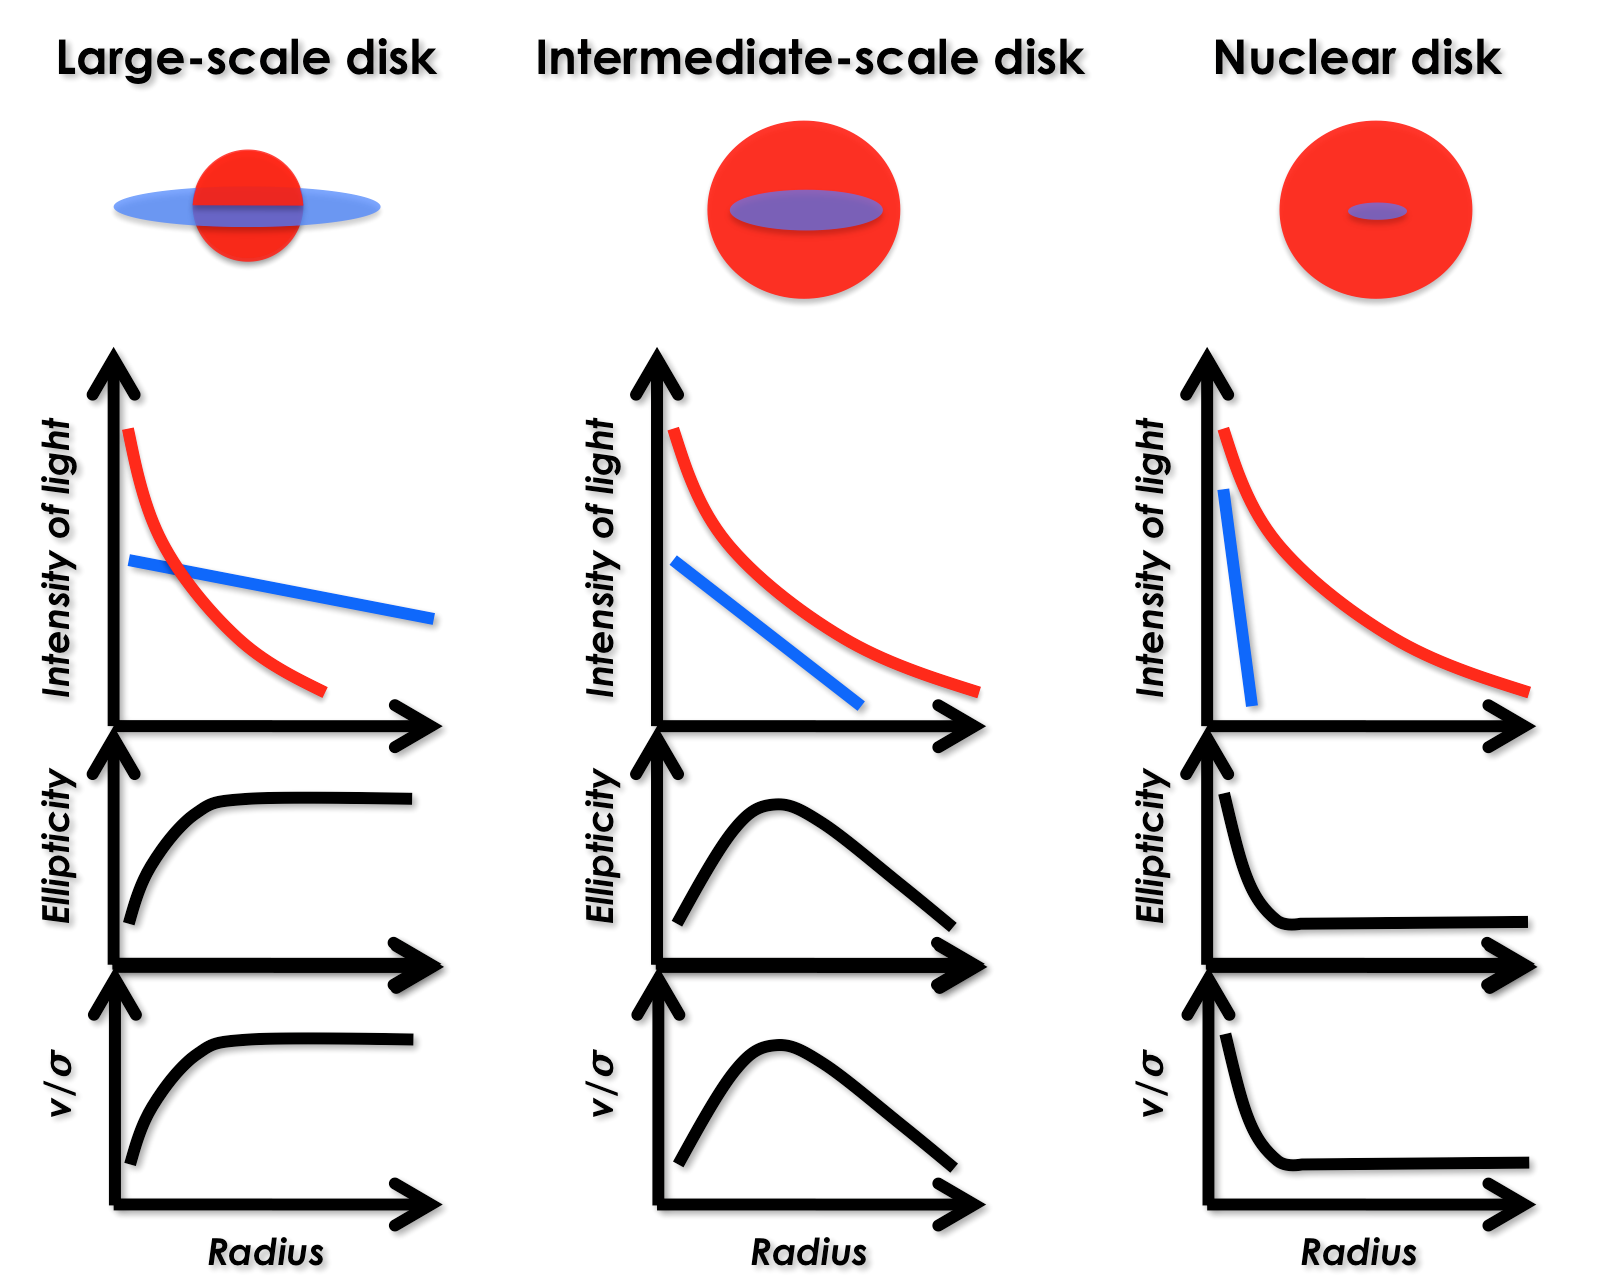 Large-scale disk
Intermediate-scale disk
Nuclear disk
Intensity of light
Intensity of light
Intensity of light
Ellipticity
Ellipticity
Ellipticity
v/σ
v/σ
v/σ
Radius
Radius
Radius